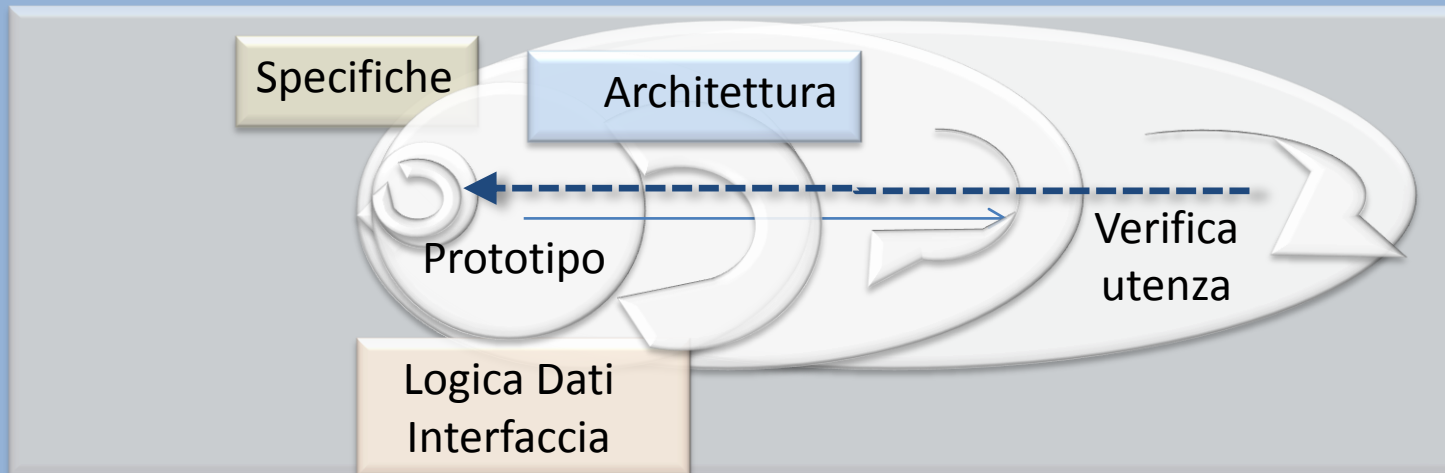 Specifiche
Architettura
Prototipo
Verifica
utenza
Logica Dati
Interfaccia